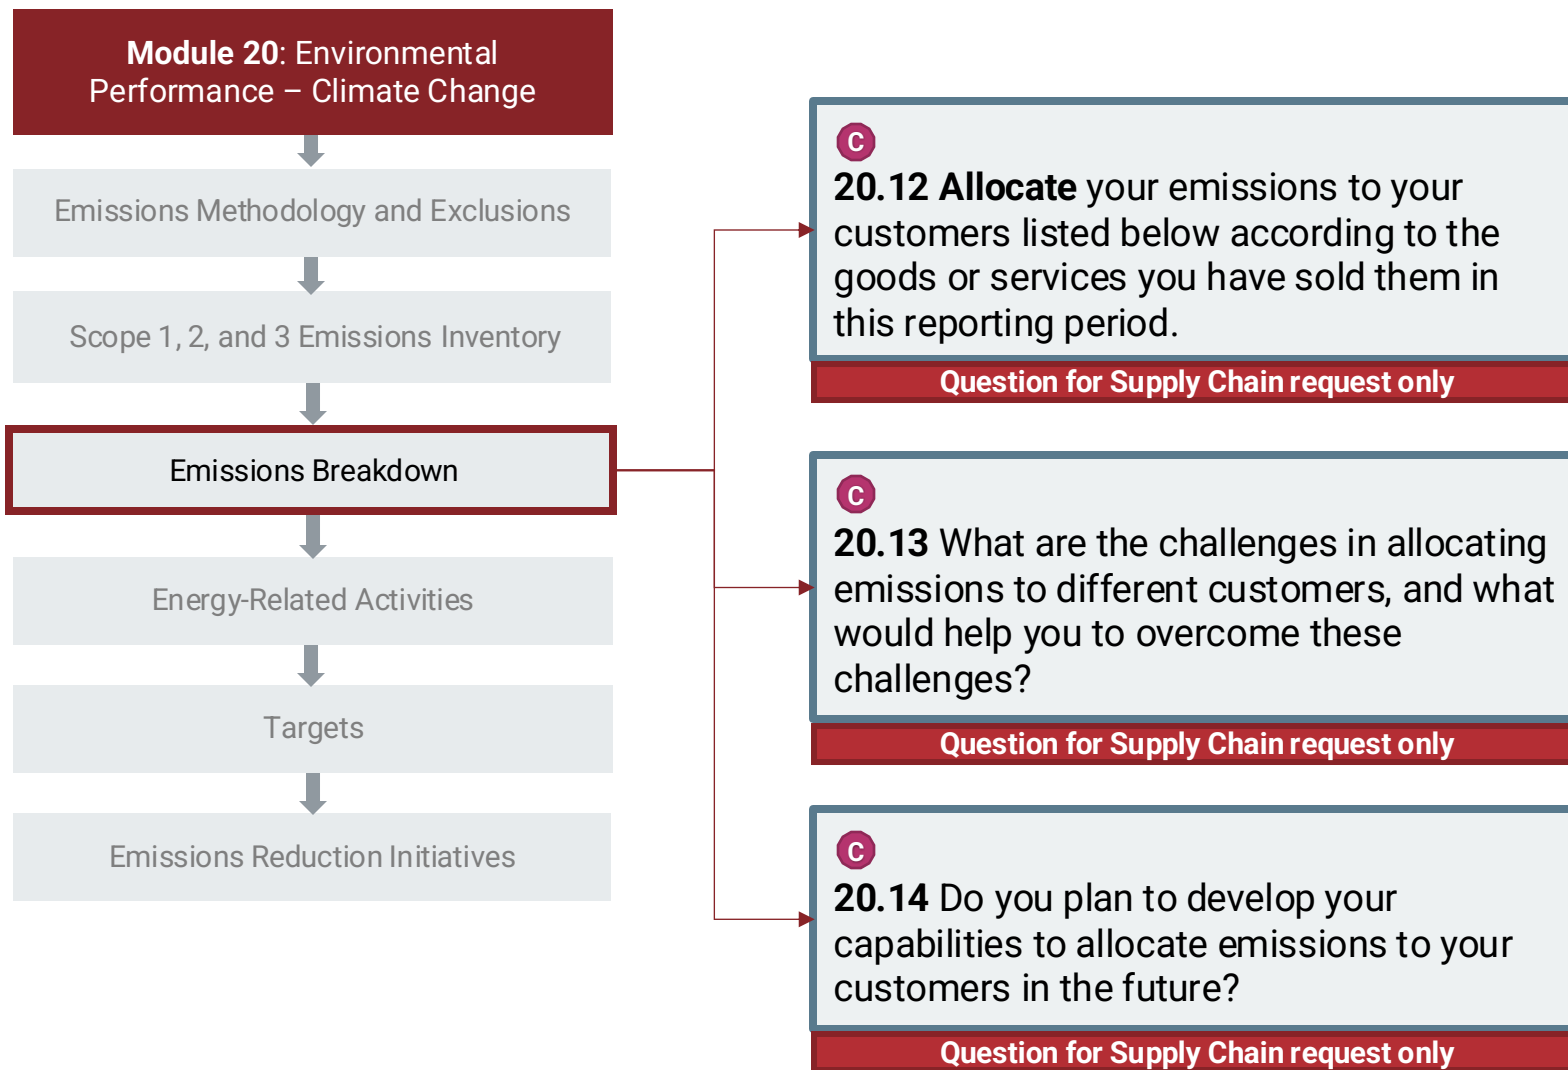 Module 20: Environmental
Performance – Climate Change
Emissions Methodology and Exclusions
Scope 1, 2, and 3 Emissions Inventory
Emissions Breakdown
Energy-Related Activities
Targets
Emissions Reduction Initiatives
C
20.12 Allocate your emissions to your
customers listed below according to the
goods or services you have sold them in
this reporting period.
Question for Supply Chain request only
C
20.13 What are the challenges in allocating
emissions to different customers, and what
would help you to overcome these
challenges?
Question for Supply Chain request only
C
20.14 Do you plan to develop your
capabilities to allocate emissions to your
customers in the future?
Question for Supply Chain request only